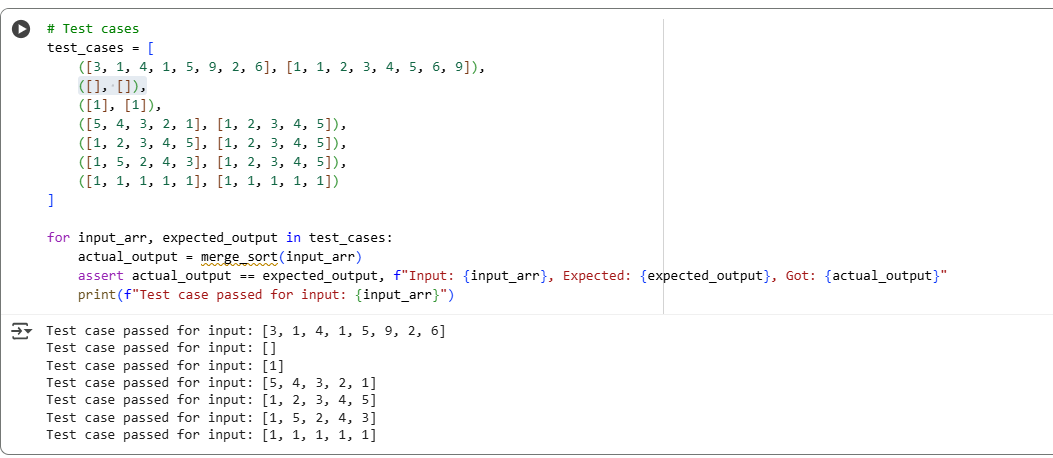 # Test cases
test_cases = [
    ([3, 1, 4, 1, 5, 9, 2, 6], [1, 1, 2, 3, 4, 5, 6, 9]),
    ([], []),
    ([1], [1]),
    ([5, 4, 3, 2, 1], [1, 2, 3, 4, 5]),
    ([1, 2, 3, 4, 5], [1, 2, 3, 4, 5]),
    ([1, 5, 2, 4, 3], [1, 2, 3, 4, 5]),
    ([1, 1, 1, 1, 1], [1, 1, 1, 1, 1])
]
for input_arr, expected_output in test_cases:
    actual_output = merge_sort(input_arr)
    assert actual_output == expected_output, f"Input: {input_arr}, Expected: {expected_output}, Got: {actual_output}"
    print(f"Test case passed for input: {input_arr}")
Test case passed for input: [3, 1, 4, 1, 5, 9, 2, 6]
Test case passed for input: []
Test case passed for input: [1]
Test case passed for input: [5, 4, 3, 2, 1]
Test case passed for input: [1, 2, 3, 4, 5]
Test case passed for input: [1, 5, 2, 4, 3]
Test case passed for input: [1, 1, 1, 1, 1]